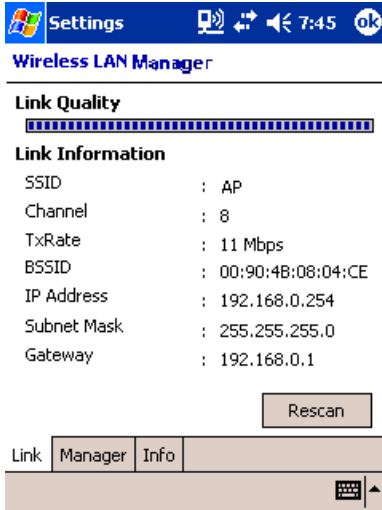 Settings 7:45 ok
Wireless LAN Manager
Link Quality
Link Information
SSID : AP
Channel : 8
TxRate : 11 Mbps
BSSID : 00:90:4B:08:04:CE
IP Address : 192.168.0.254
Subnet Mask : 255.255.255.0
Gateway : 192.168.0.1
Rescan
Link Manager Info